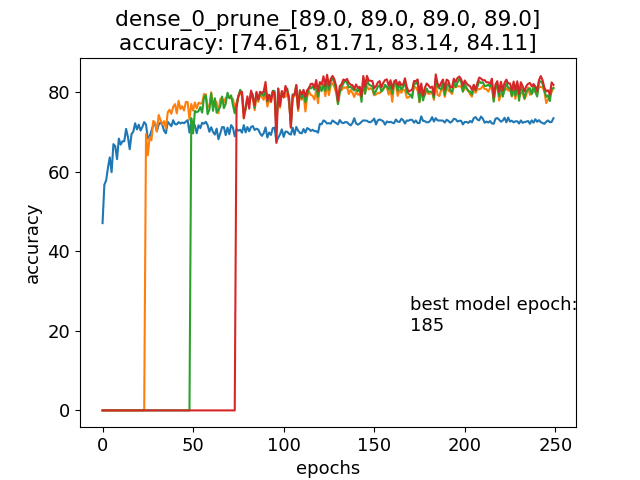 dense_0_prune_[89.0, 89.0, 89.0, 89.0]
accuracy: [74.61, 81.71, 83.14, 84.11]
accuracy
80
60
40
20
0
best model epoch:
185
0 50 100 150 200 250
epochs